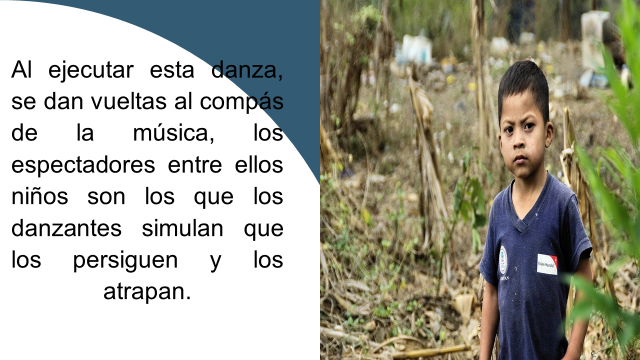 Al ejecutar esta danza,
se dan vueltas al compás
de la música, los
espectadores entre ellos
niños son los que los
danzantes simulan que
los persiguen y los
atrapan.